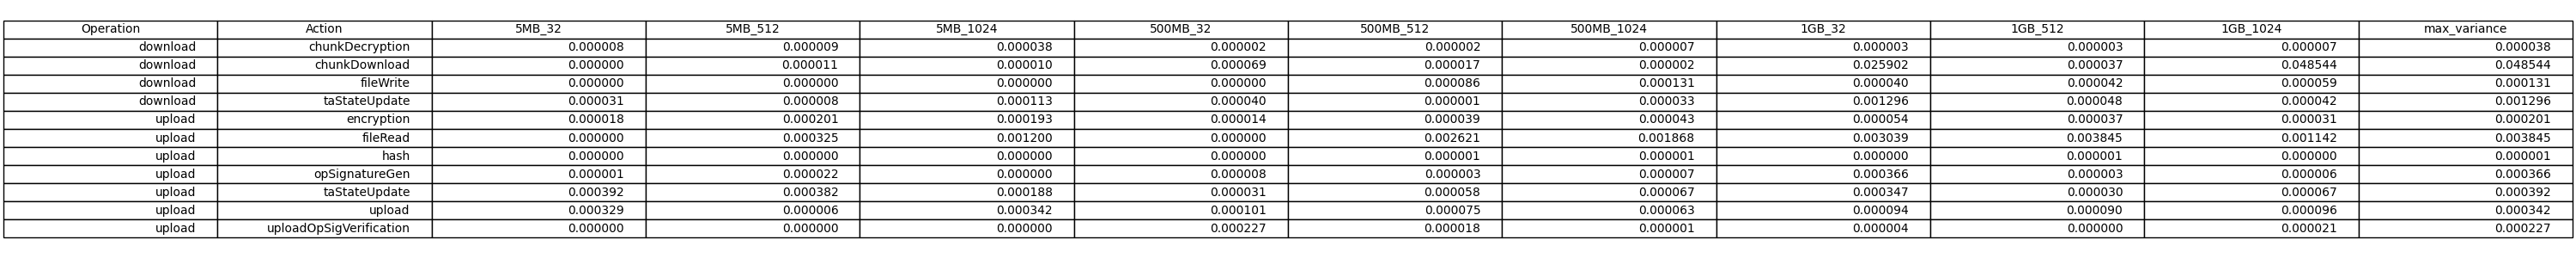 Operation Action 5MB_32 5MB_512 5MB_1024 500MB_32 500MB_512 500MB_1024 1GB_32 1GB_512 1GB_1024 max_variance
download chunkDecryption 0.000008 0.000009 0.000038 0.000002 0.000002 0.000007 0.000003 0.000003 0.000007 0.000038
download chunkDownload 0.000000 0.000011 0.000010 0.000069 0.000017 0.000002 0.025902 0.000037 0.048544 0.048544
download fileWrite 0.000000 0.000000 0.000000 0.000000 0.000086 0.000131 0.000040 0.000042 0.000059 0.000131
download taStateUpdate 0.000031 0.000008 0.000113 0.000040 0.000001 0.000033 0.001296 0.000048 0.000042 0.001296
upload encryption 0.000018 0.000201 0.000193 0.000014 0.000039 0.000043 0.000054 0.000037 0.000031 0.000201
upload fileRead 0.000000 0.000325 0.001200 0.000000 0.002621 0.001868 0.003039 0.003845 0.001142 0.003845
upload hash 0.000000 0.000000 0.000000 0.000000 0.000001 0.000001 0.000000 0.000001 0.000000 0.000001
upload opSignatureGen 0.000001 0.000022 0.000000 0.000008 0.000003 0.000007 0.000366 0.000003 0.000006 0.000366
upload taStateUpdate 0.000392 0.000382 0.000188 0.000031 0.000058 0.000067 0.000347 0.000030 0.000067 0.000392
upload upload 0.000329 0.000006 0.000342 0.000101 0.000075 0.000063 0.000094 0.000090 0.000096 0.000342
upload uploadOpSigVerification 0.000000 0.000000 0.000000 0.000227 0.000018 0.000001 0.000004 0.000000 0.000021 0.000227